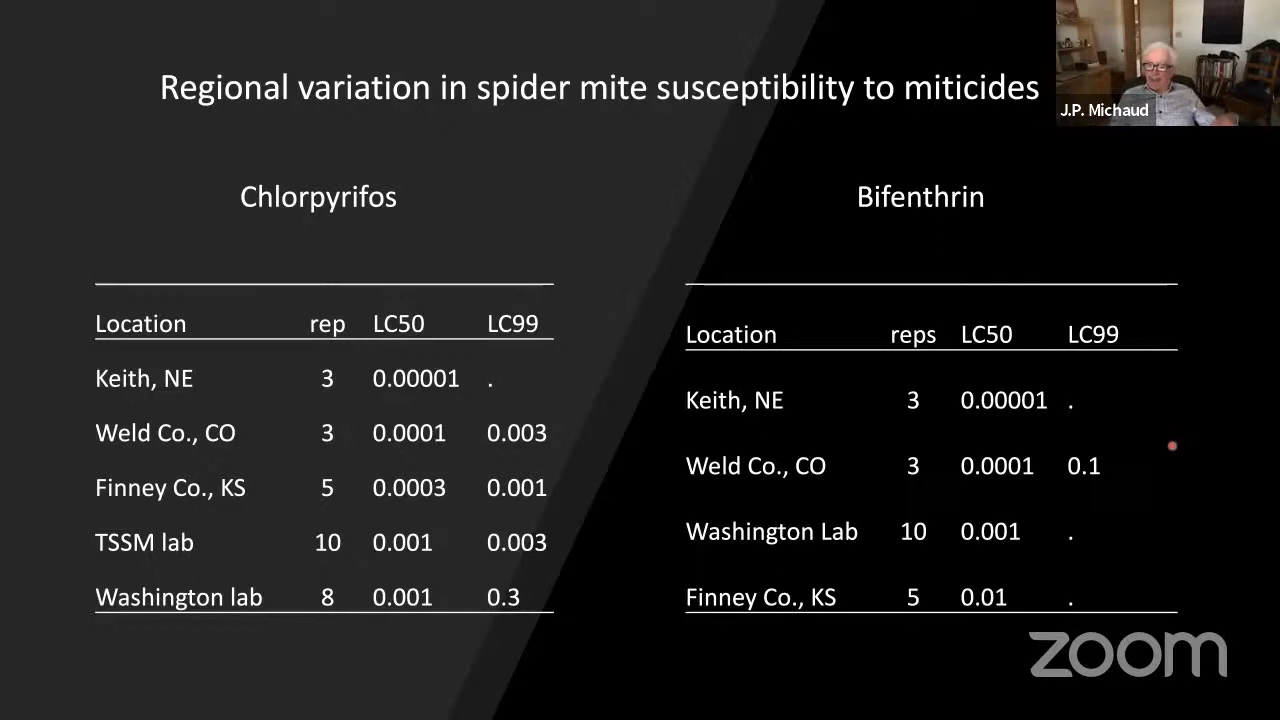 Regional variation in spider mite susceptibility to miticides
J.P. Michaud
Chlorpyrifos
Location rep LC50 LC99
Keith, NE 3 0.00001 .
Weld Co., CO 3 0.0001 0.003
Finney Co., KS 5 0.0003 0.001
TSSM lab 10 0.001 0.003
Washington lab 8 0.001 0.3
Bifenthrin
Location reps LC50 LC99
Keith, NE 3 0.00001 .
Weld Co., CO 3 0.0001 0.1
Washington Lab 10 0.001 .
Finney Co., KS 5 0.01 .
zoom